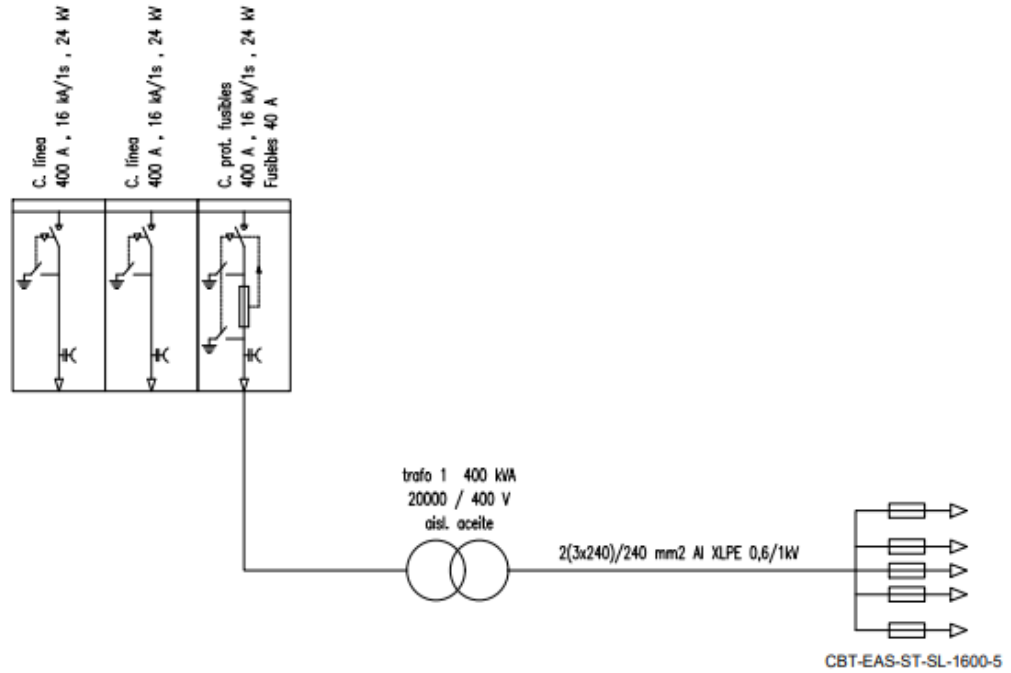 C. línea
400 A , 16 kA/1s , 24 kV
C. línea
400 A , 16 kA/1s , 24 kV
C. prot. fusibles
400 A , 16 kA/1s , 24 kV
Fusibles 40 A
trafo 1 400 kVA
20000 / 400 V
aisl. aceite
2(3x240)/240 mm2 Al XLPE 0,6/1kV
CBT-EAS-ST-SL-1600-5